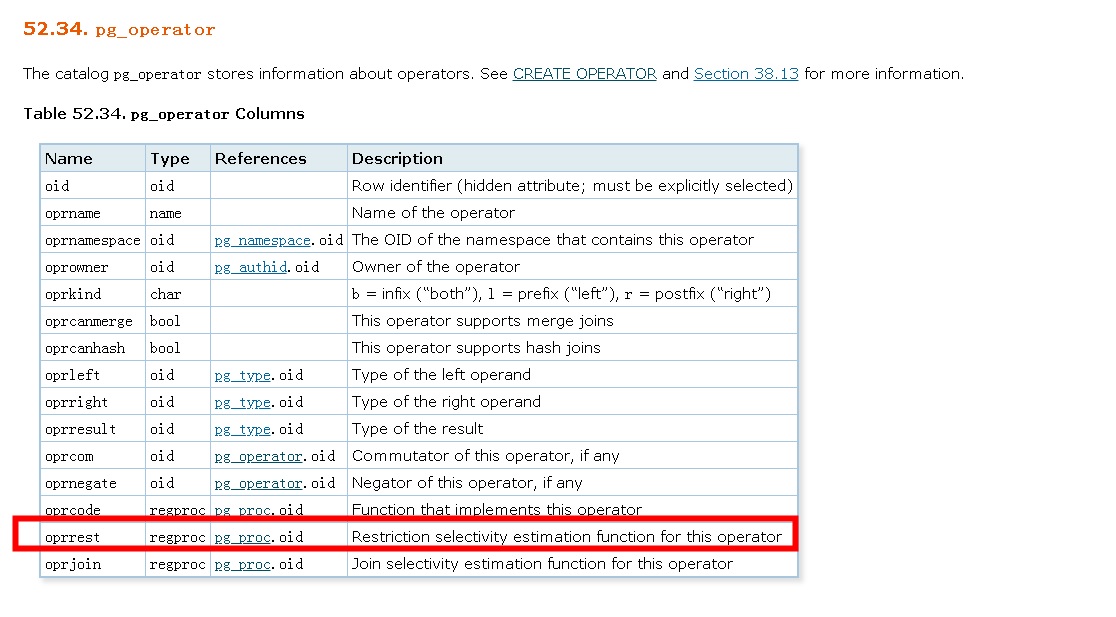 52.34. pg_operator
The catalog pg_operator stores information about operators. See CREATE OPERATOR and Section 38.13 for more information.
Table 52.34. pg_operator Columns
Name Type References Description
oid oid Row identifier (hidden attribute; must be explicitly selected)
oprname name Name of the operator
oprnamespace oid pg_namespace.oid The OID of the namespace that contains this operator
oprowner oid pg_authid.oid Owner of the operator
oprkind char b = infix (“both”), l = prefix (“left”), r = postfix (“right”)
oprcanmerge bool This operator supports merge joins
oprcanhash bool This operator supports hash joins
oprleft oid pg_type.oid Type of the left operand
oprright oid pg_type.oid Type of the right operand
oprresult oid pg_type.oid Type of the result
oprcom oid pg_operator.oid Commutator of this operator, if any
oprnegate oid pg_operator.oid Negator of this operator, if any
oprcode regproc pg_proc.oid Function that implements this operator
oprrest regproc pg_proc.oid Restriction selectivity estimation function for this operator
oprjoin regproc pg_proc.oid Join selectivity estimation function for this operator